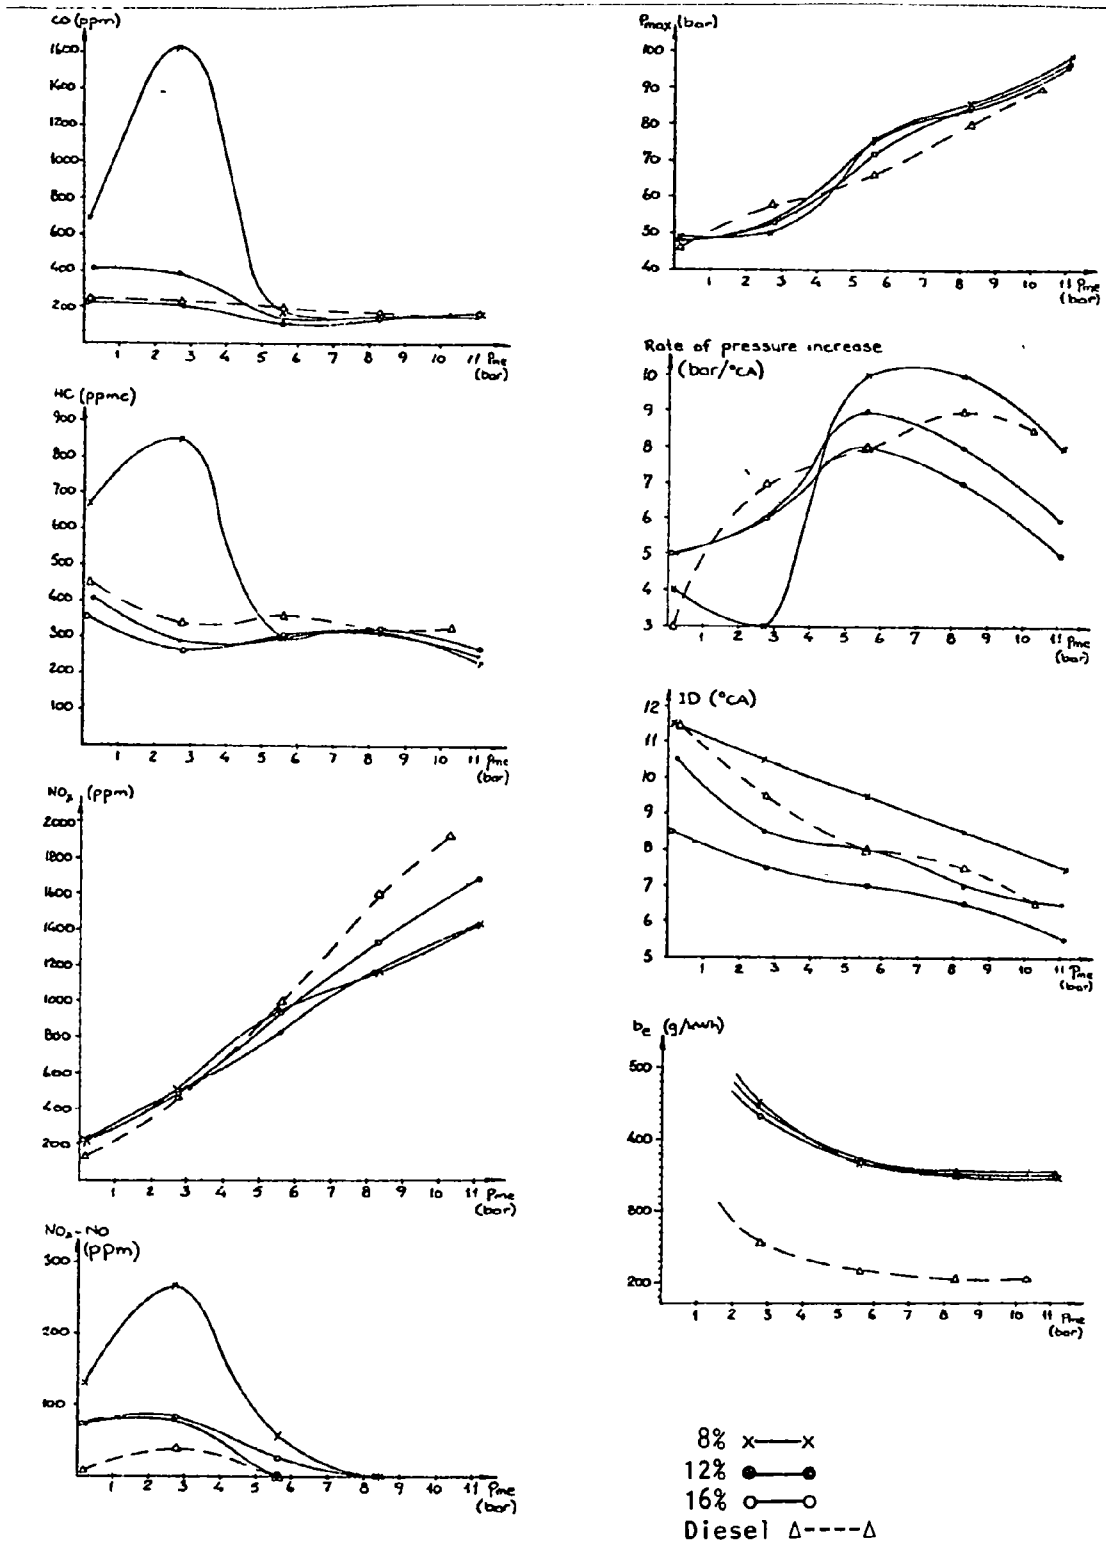 CO (ppm)
1600
1400
1200
1000
800
600
400
200
1 2 3 4 5 6 7 8 9 10 11 Pme
(bar)
HC (ppmc)
900
800
700
600
500
400
300
200
100
1 2 3 4 5 6 7 8 9 10 11 Pme
(bar)
NOx (ppm)
2000
1800
1600
1400
1200
1000
800
600
400
200
1 2 3 4 5 6 7 8 9 10 11 Pme
(bar)
NOx-NO
(ppm)
300
200
100
1 2 3 4 5 6 7 8 9 10 11 Pme
(bar)
Pmax (bar)
100
90
80
70
60
50
40
1 2 3 4 5 6 7 8 9 10 11 Pme
(bar)
Rate of pressure increase
(bar/°CA)
10
9
8
7
6
5
4
3
1 2 3 4 5 6 7 8 9 10 11 Pme
(bar)
ID (°CA)
12
11
10
9
8
7
6
5
1 2 3 4 5 6 7 8 9 10 11 Pme
(bar)
be (g/kWh)
500
400
300
200
1 2 3 4 5 6 7 8 9 10 11 Pme
(bar)
8% x—x
12%
16% o—o
Diesel Δ----Δ